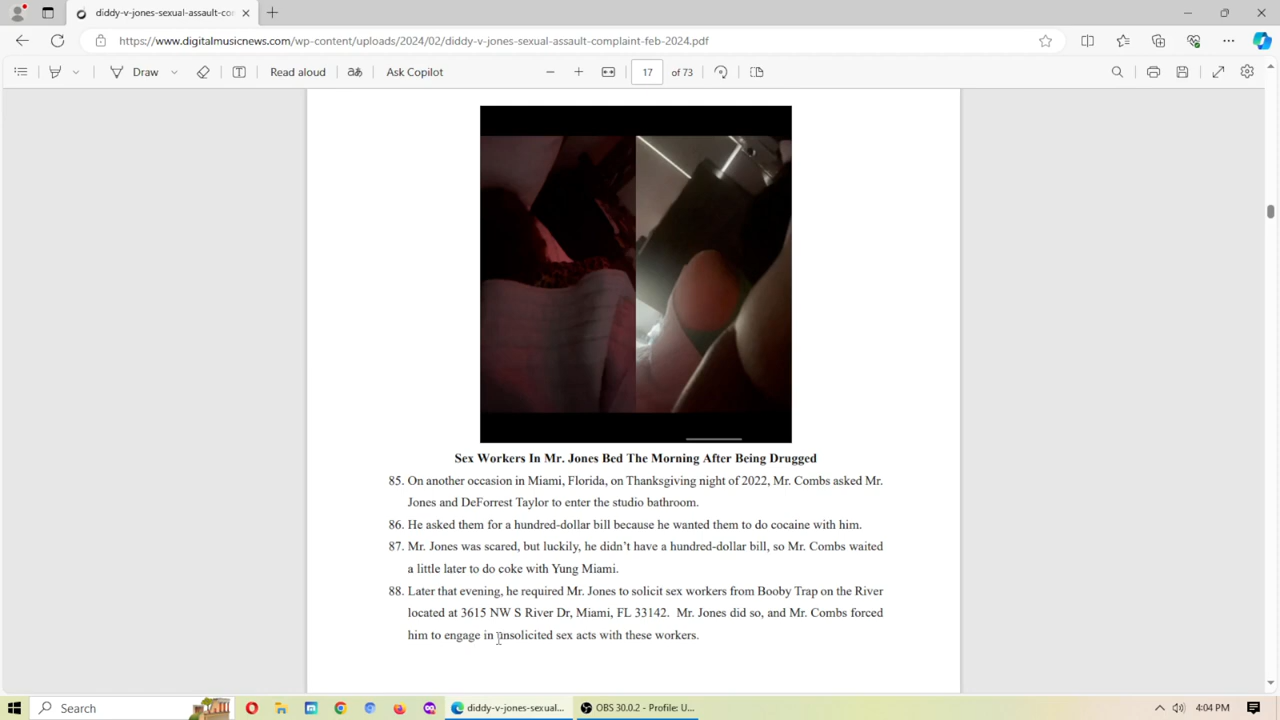 diddy-v-jones-sexual-assault-co
https://www.digitalmusicnews.com/wp-content/uploads/2024/02/diddy-v-jones-sexual-assault-complaint-feb-2024.pdf
Draw Read aloud aあ Ask Copilot 17 of 73
Sex Workers In Mr. Jones Bed The Morning After Being Drugged
85. On another occasion in Miami, Florida, on Thanksgiving night of 2022, Mr. Combs asked Mr.
Jones and DeForrest Taylor to enter the studio bathroom.
86. He asked them for a hundred-dollar bill because he wanted them to do cocaine with him.
87. Mr. Jones was scared, but luckily, he didn't have a hundred-dollar bill, so Mr. Combs waited
a little later to do coke with Yung Miami.
88. Later that evening, he required Mr. Jones to solicit sex workers from Booby Trap on the River
located at 3615 NW S River Dr, Miami, FL 33142. Mr. Jones did so, and Mr. Combs forced
him to engage in unsolicited sex acts with these workers.
Search diddy-v-jones-sexual... OBS 30.0.2 - Profile: U... 4:04 PM